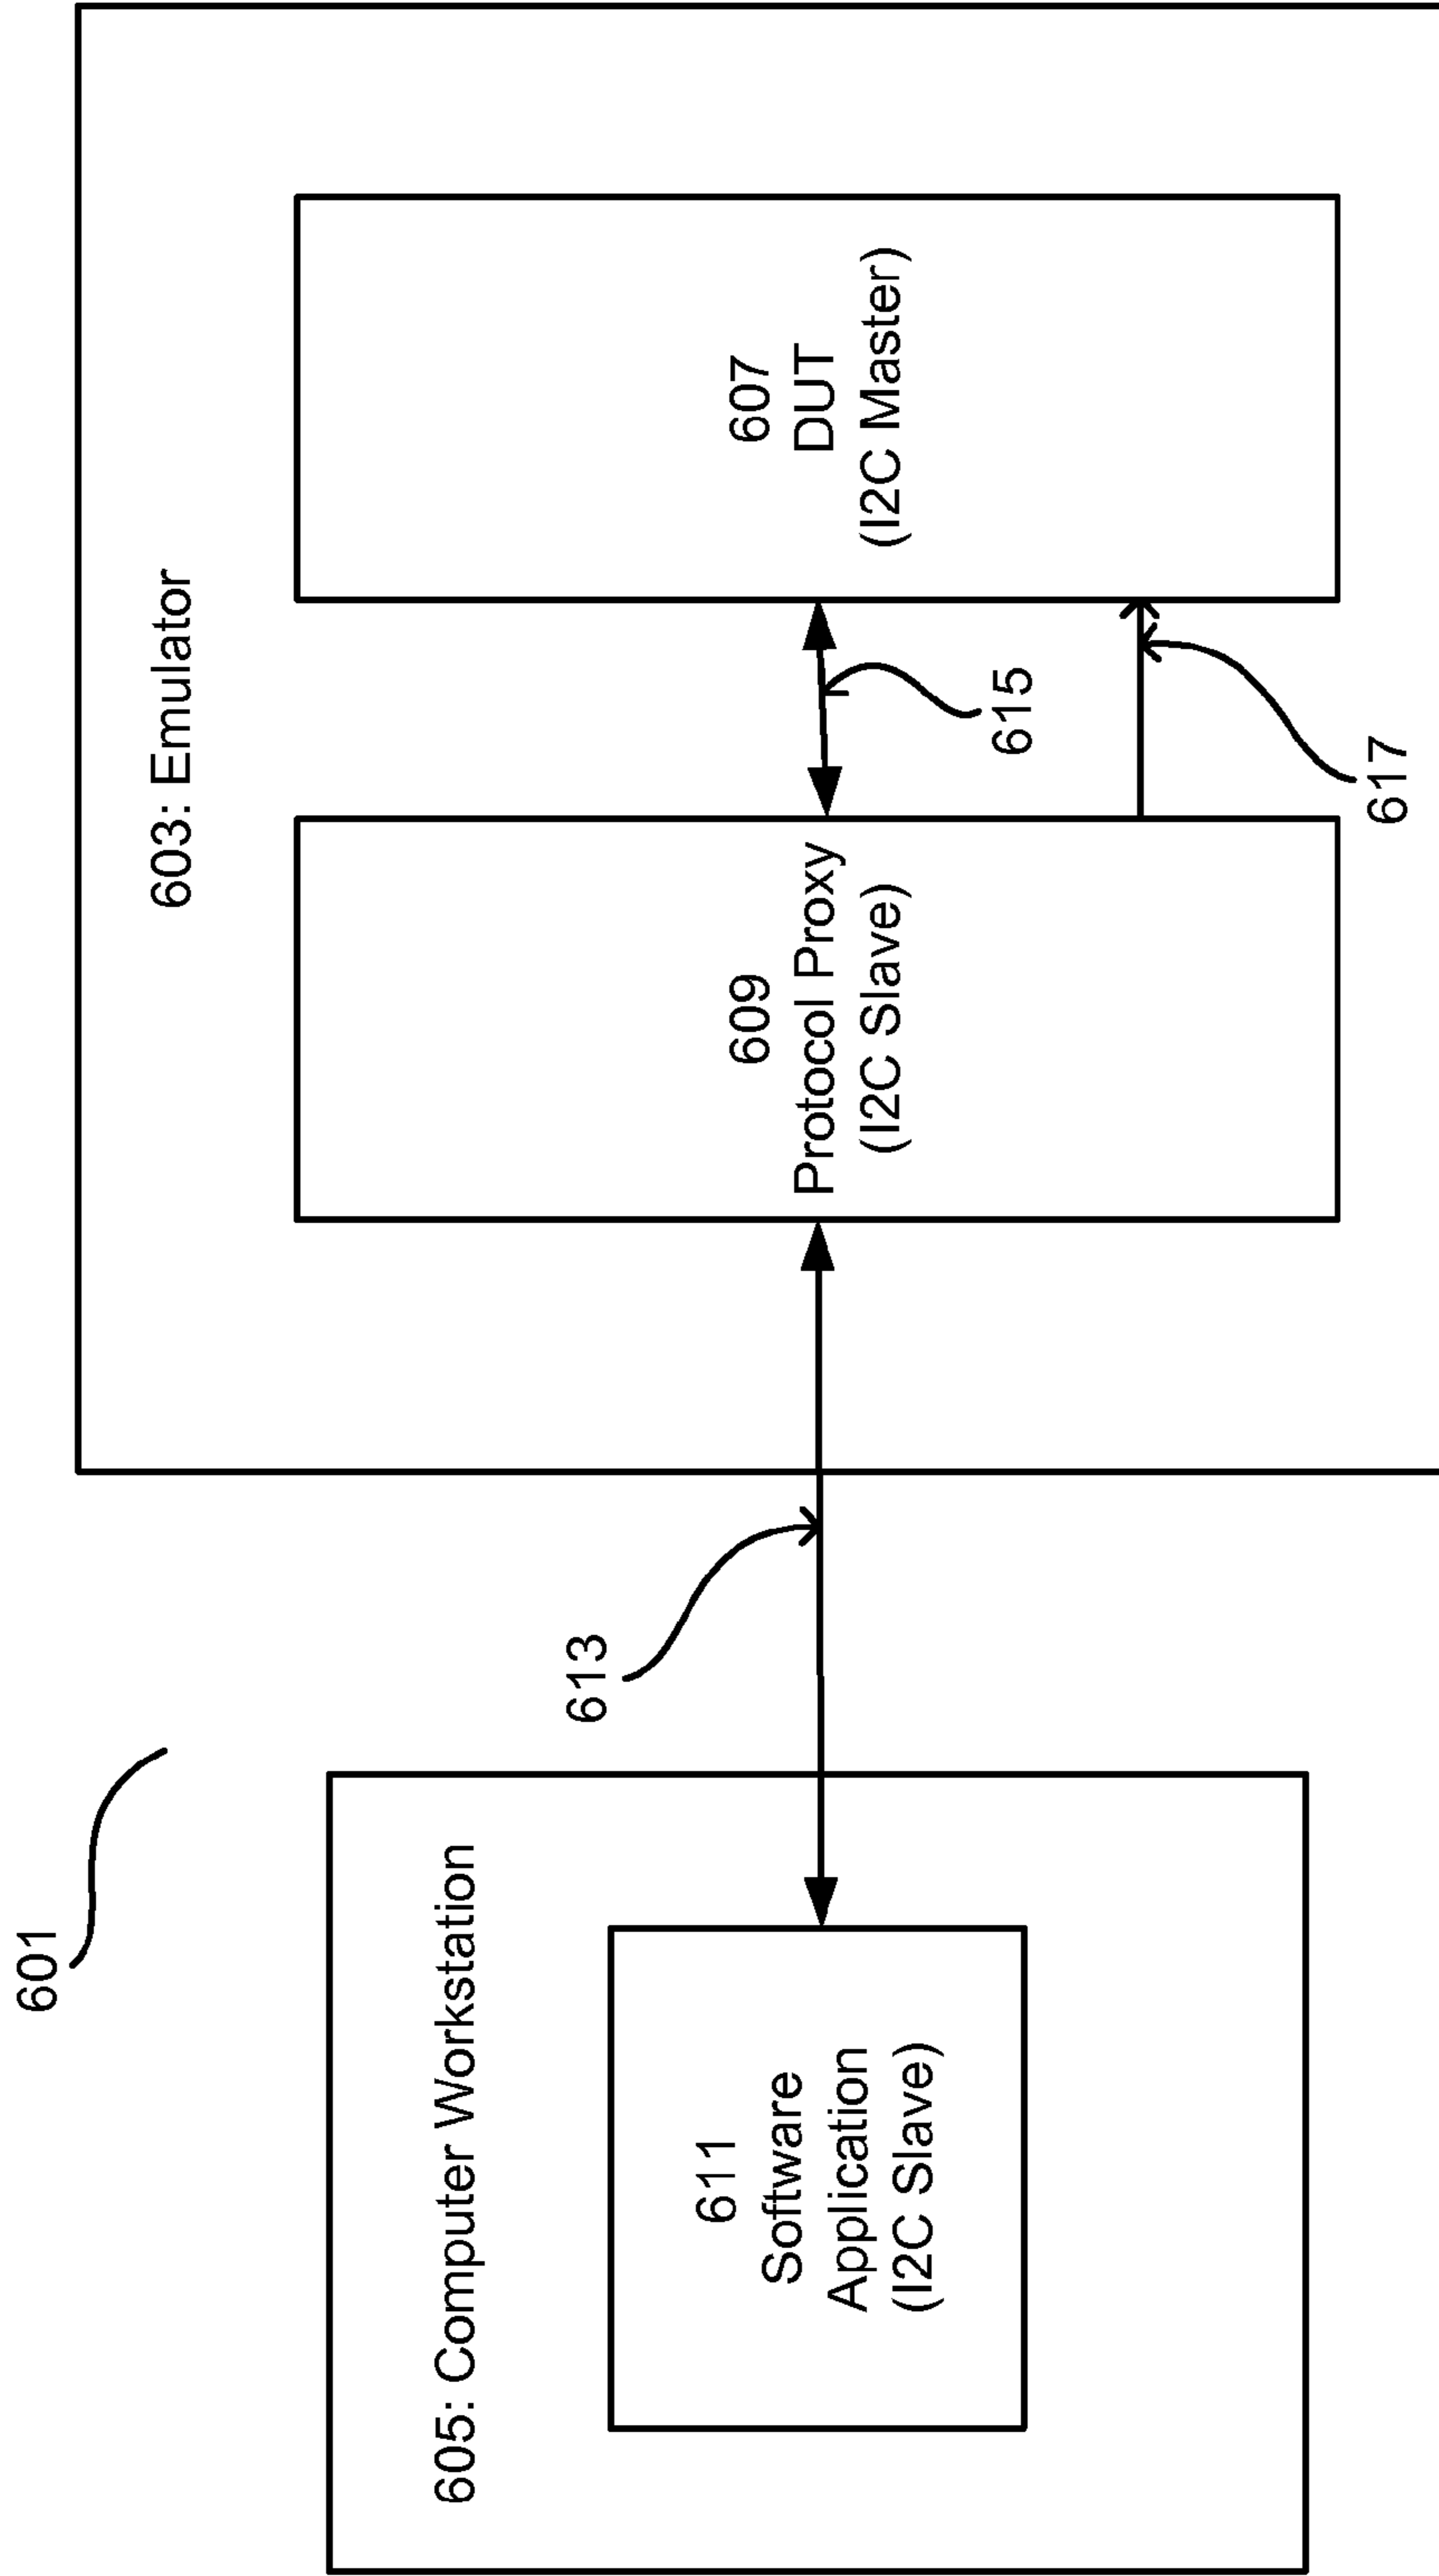 601
605: Computer Workstation
611
Software
Application
(I2C Slave)
613
603: Emulator
609
Protocol Proxy
(I2C Slave)
615
617
607
DUT
(I2C Master)